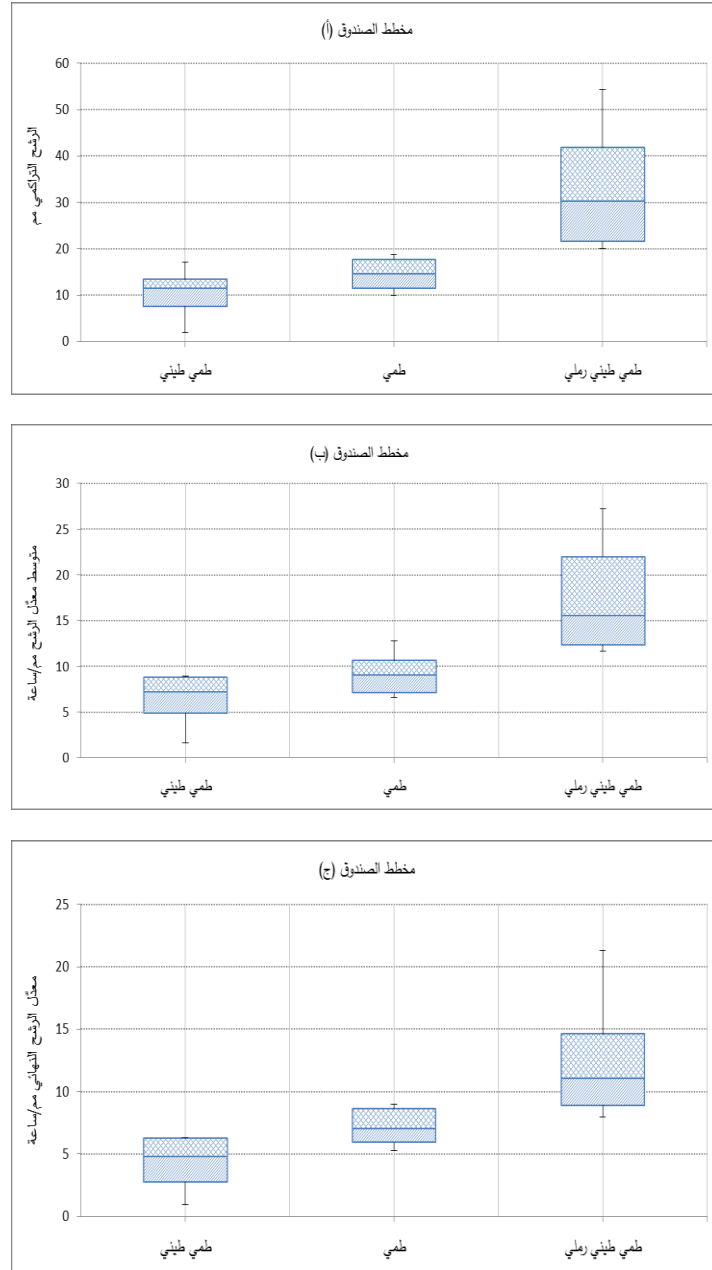 مخطط الصندوق (أ)
الرشح التراكمي مم
60
50
40
30
20
10
0
طمي طيني
طمي
طمي طيني رملي
مخطط الصندوق (ب)
متوسط معدّل الرشح مم/ساعة
30
25
20
15
10
5
0
طمي طيني
طمي
طمي طيني رملي
مخطط الصندوق (ج)
معدّل الرشح النهائي مم/ساعة
25
20
15
10
5
0
طمي طيني
طمي
طمي طيني رملي